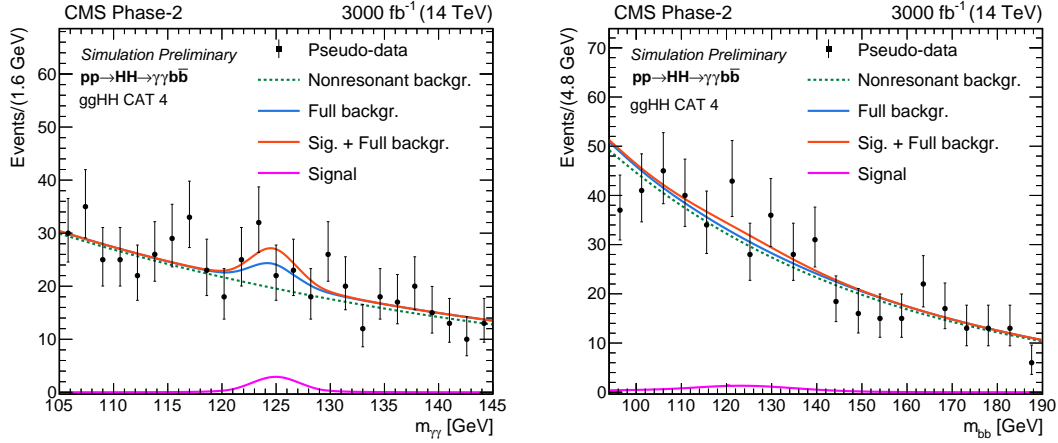 CMS Phase-2 3000 fb⁻¹ (14 TeV)
Events/(1.6 GeV)
Simulation Preliminary
pp→HH→γγbb̅
ggHH CAT 4
Pseudo-data
Nonresonant backgr.
Full backgr.
Sig. + Full backgr.
Signal
60
50
40
30
20
10
0
105 110 115 120 125 130 135 140 145
m_γγ [GeV]
CMS Phase-2 3000 fb⁻¹ (14 TeV)
Events/(4.8 GeV)
Simulation Preliminary
pp→HH→γγbb̅
ggHH CAT 4
Pseudo-data
Nonresonant backgr.
Full backgr.
Sig. + Full backgr.
Signal
70
60
50
40
30
20
10
0
100 110 120 130 140 150 160 170 180 190
m_bb [GeV]